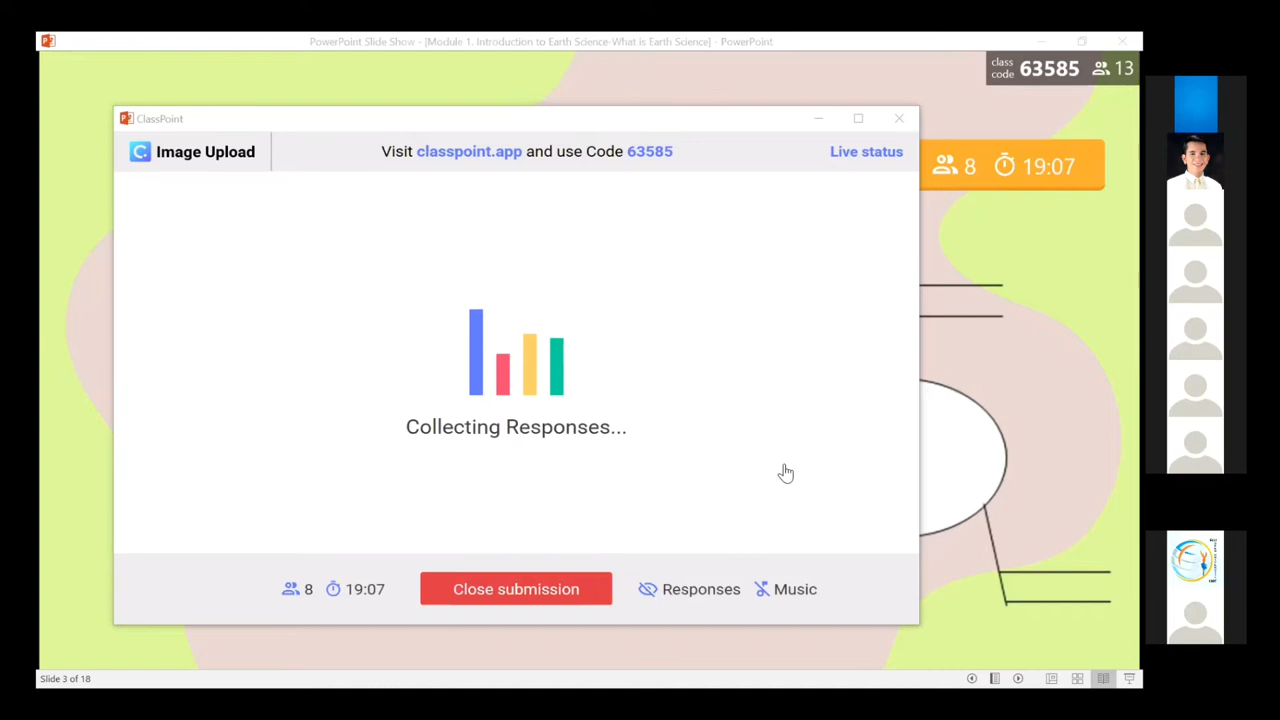 PowerPoint Slide Show - [Module 1. Introduction to Earth Science-What is Earth Science] - PowerPoint
class code 63585 13
ClassPoint
Image Upload
Visit classpoint.app and use Code 63585
Live status
8 19:07
Collecting Responses...
8 19:07
Close submission
Responses
Music
Slide 3 of 18